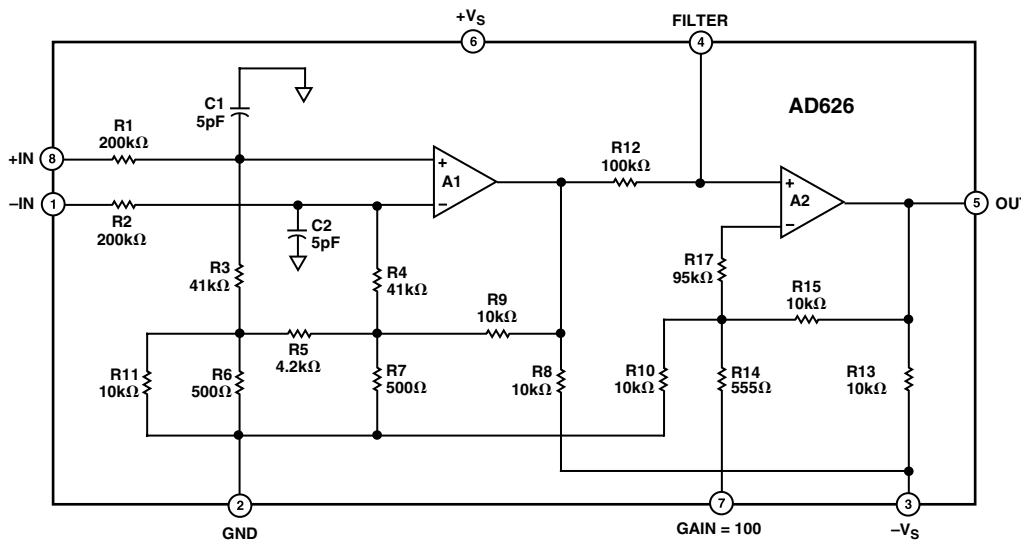 +VS
6
FILTER
4
AD626
C1
5pF
R1
200kΩ
+IN
8
–IN
1
R2
200kΩ
C2
5pF
+
A1
–
R12
100kΩ
+
A2
–
5
OUT
R3
41kΩ
R4
41kΩ
R17
95kΩ
R9
10kΩ
R15
10kΩ
R5
4.2kΩ
R11
10kΩ
R6
500Ω
R7
500Ω
R8
10kΩ
R10
10kΩ
R14
555Ω
R13
10kΩ
2
GND
7
GAIN = 100
3
–VS